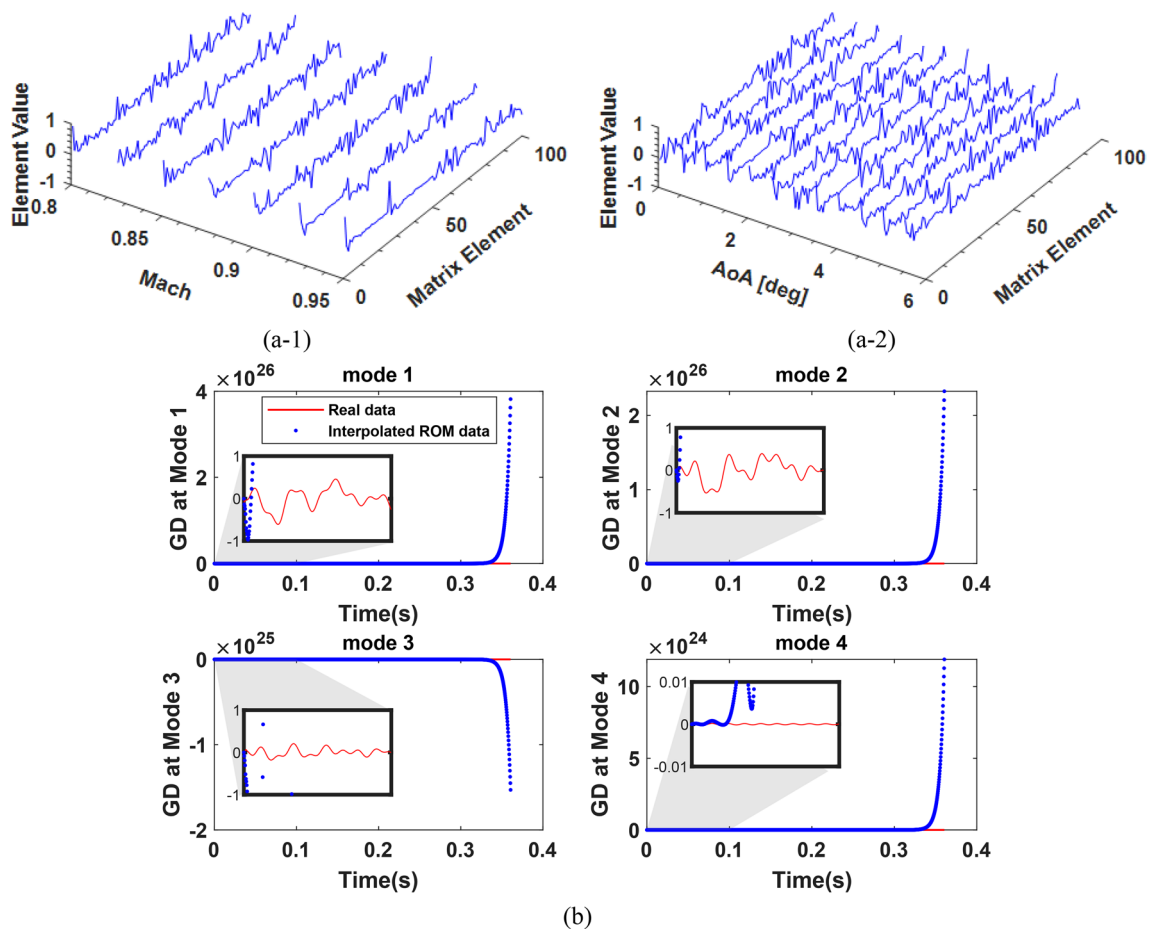 Element Value
1
0
-1
0.8
0.85
0.9
0.95
Mach
0
50
100
Matrix Element
(a-1)
Element Value
1
0
-1
0
2
4
6
AoA [deg]
0
50
100
Matrix Element
(a-2)
×10^26
mode 1
GD at Mode 1
4
2
0
Real data
Interpolated ROM data
1
0
-1
0 0.1 0.2 0.3 0.4
Time(s)
×10^26
mode 2
GD at Mode 2
2
1
0
1
0
-1
0 0.1 0.2 0.3 0.4
Time(s)
×10^25
mode 3
GD at Mode 3
0
-1
-2
1
0
-1
0 0.1 0.2 0.3 0.4
Time(s)
×10^24
mode 4
GD at Mode 4
10
5
0
0.01
0
-0.01
0 0.1 0.2 0.3 0.4
Time(s)
(b)